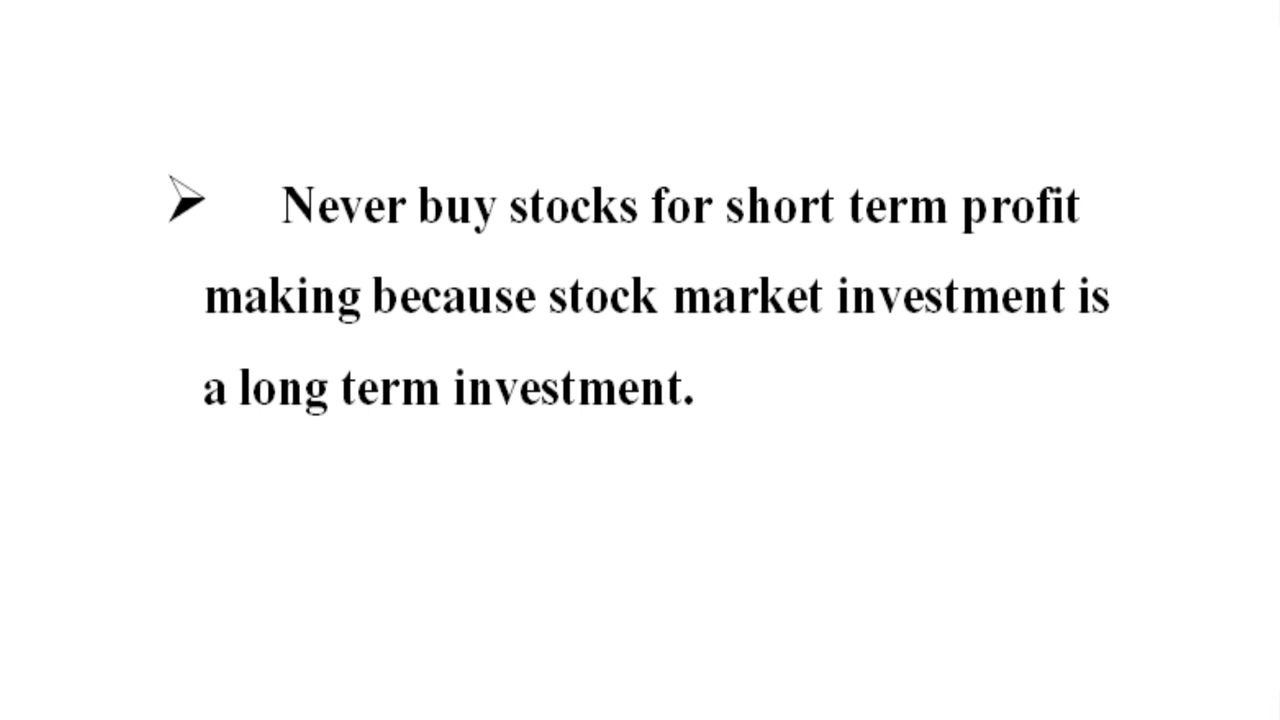 ➢ Never buy stocks for short term profit
making because stock market investment is
a long term investment.